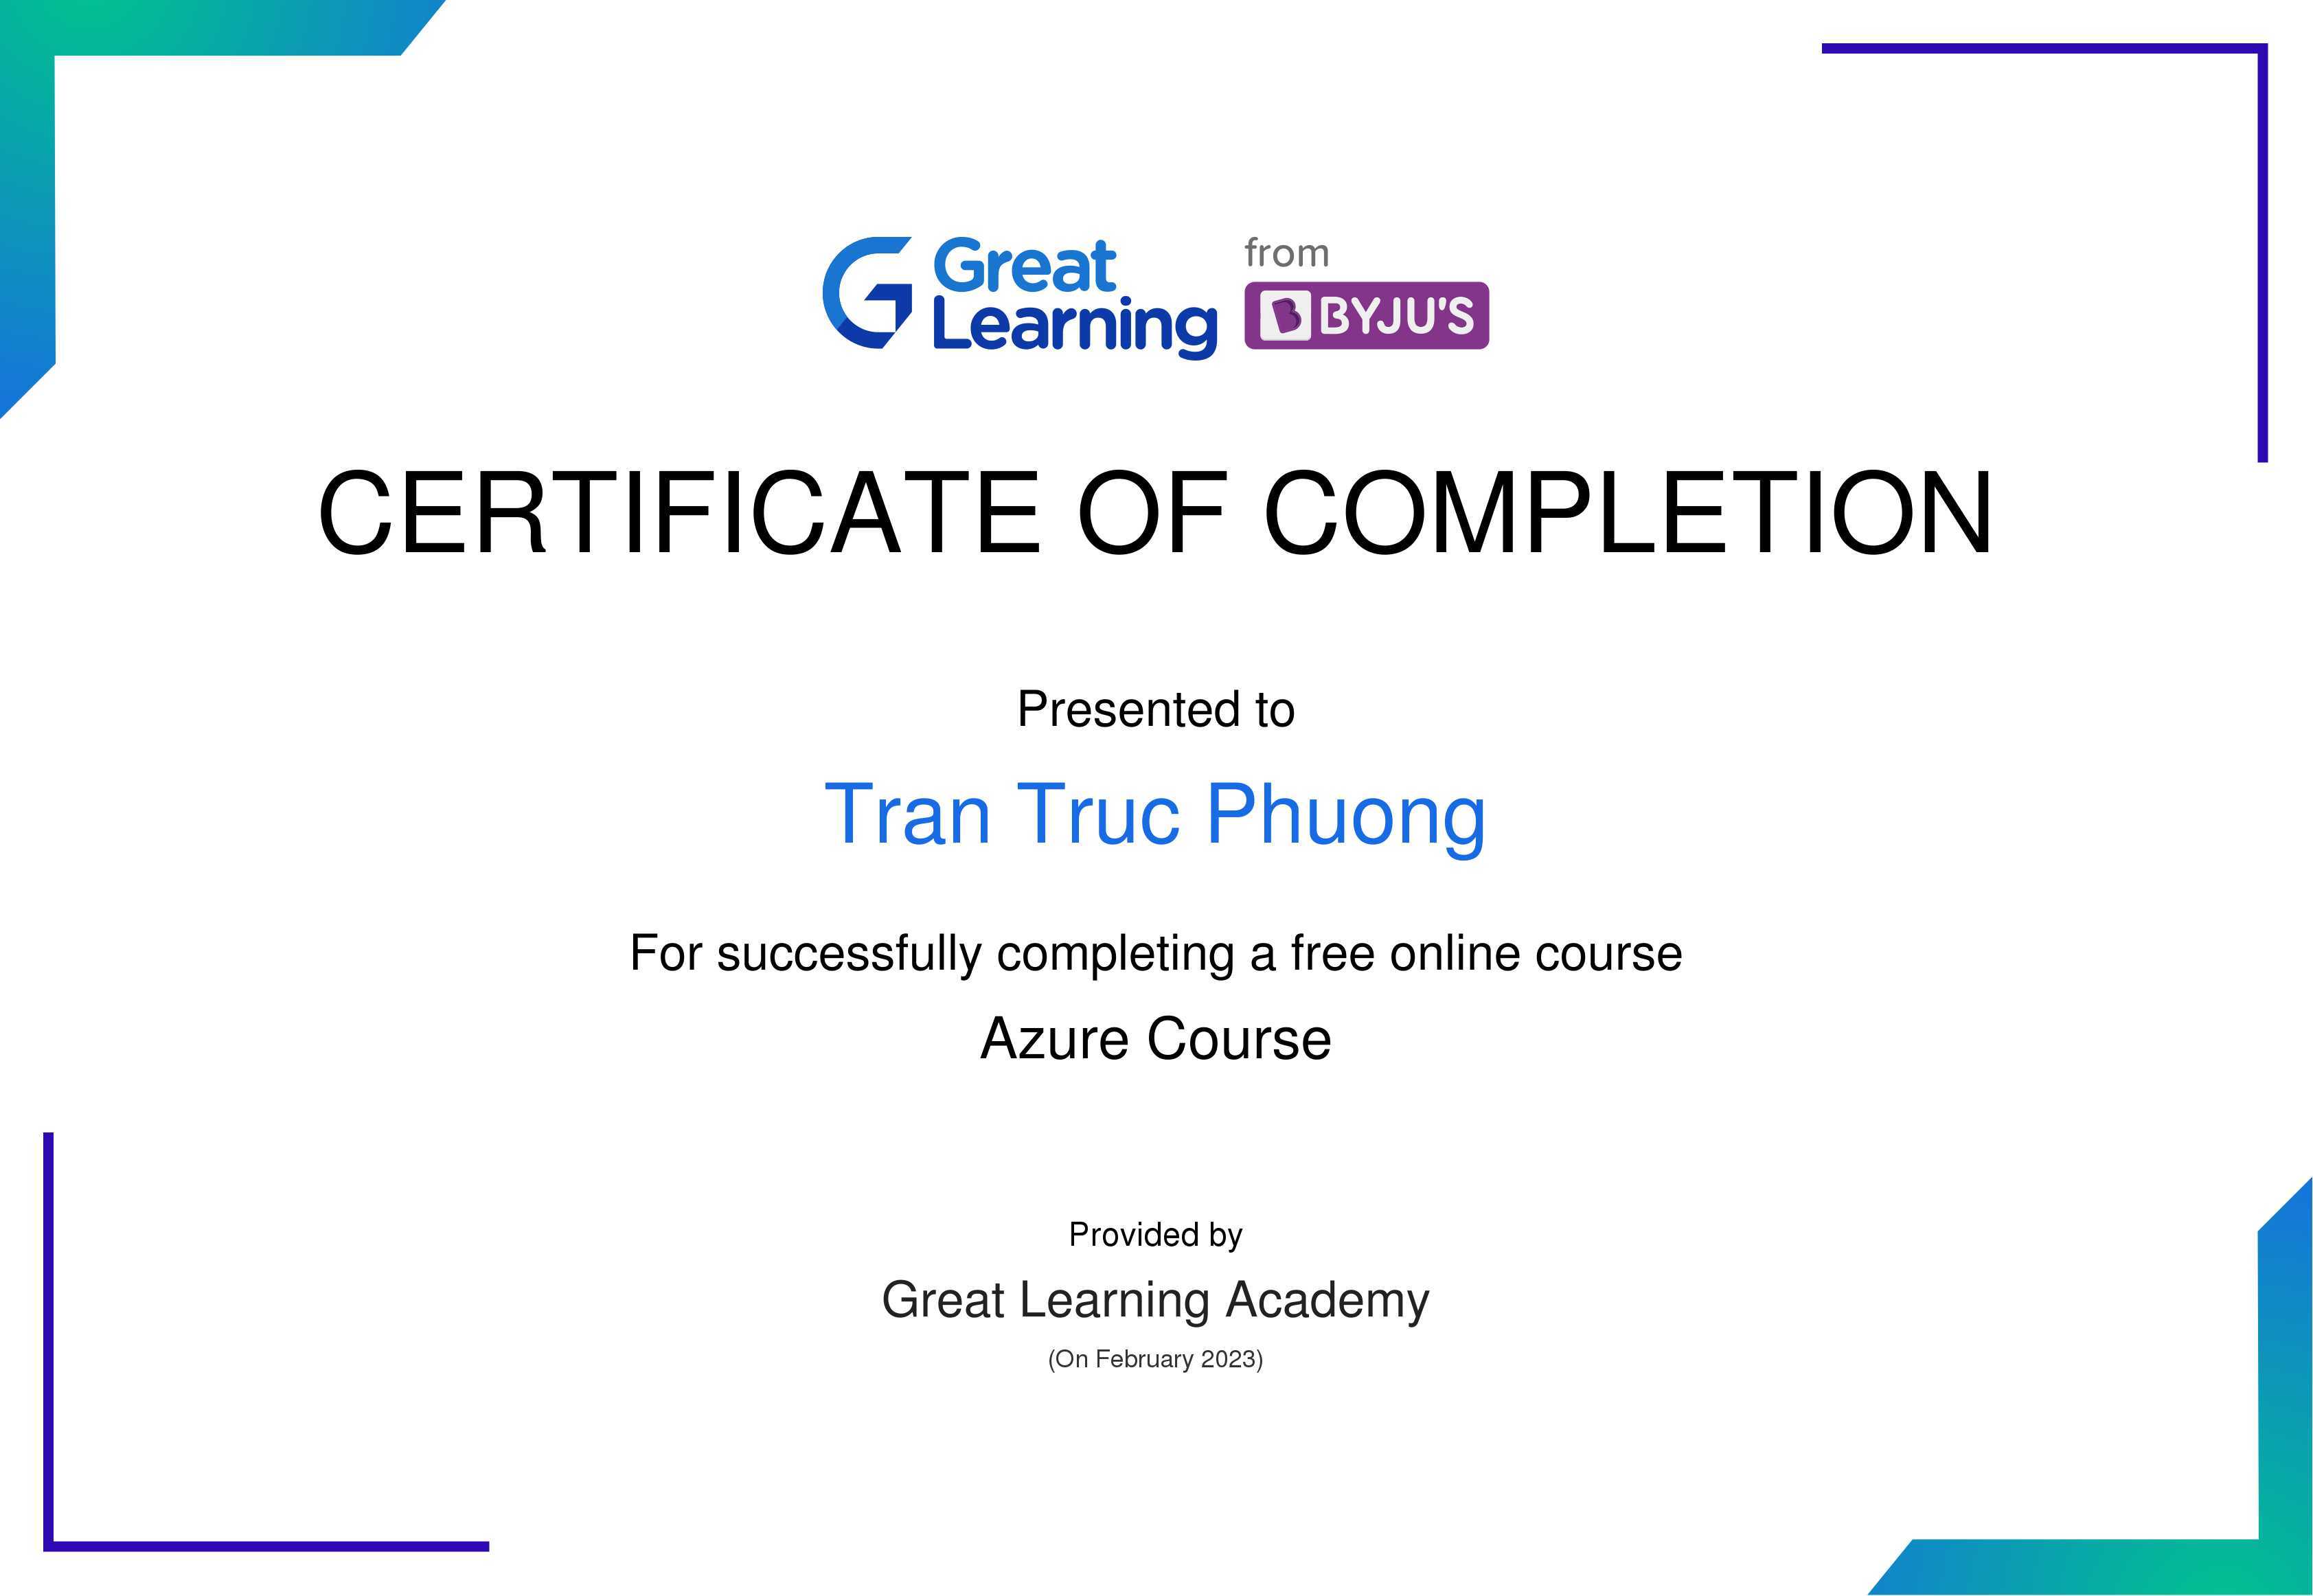 Great
Learning
from
BYJU'S
CERTIFICATE OF COMPLETION
Presented to
Tran Truc Phuong
For successfully completing a free online course
Azure Course
Provided by
Great Learning Academy
(On February 2023)